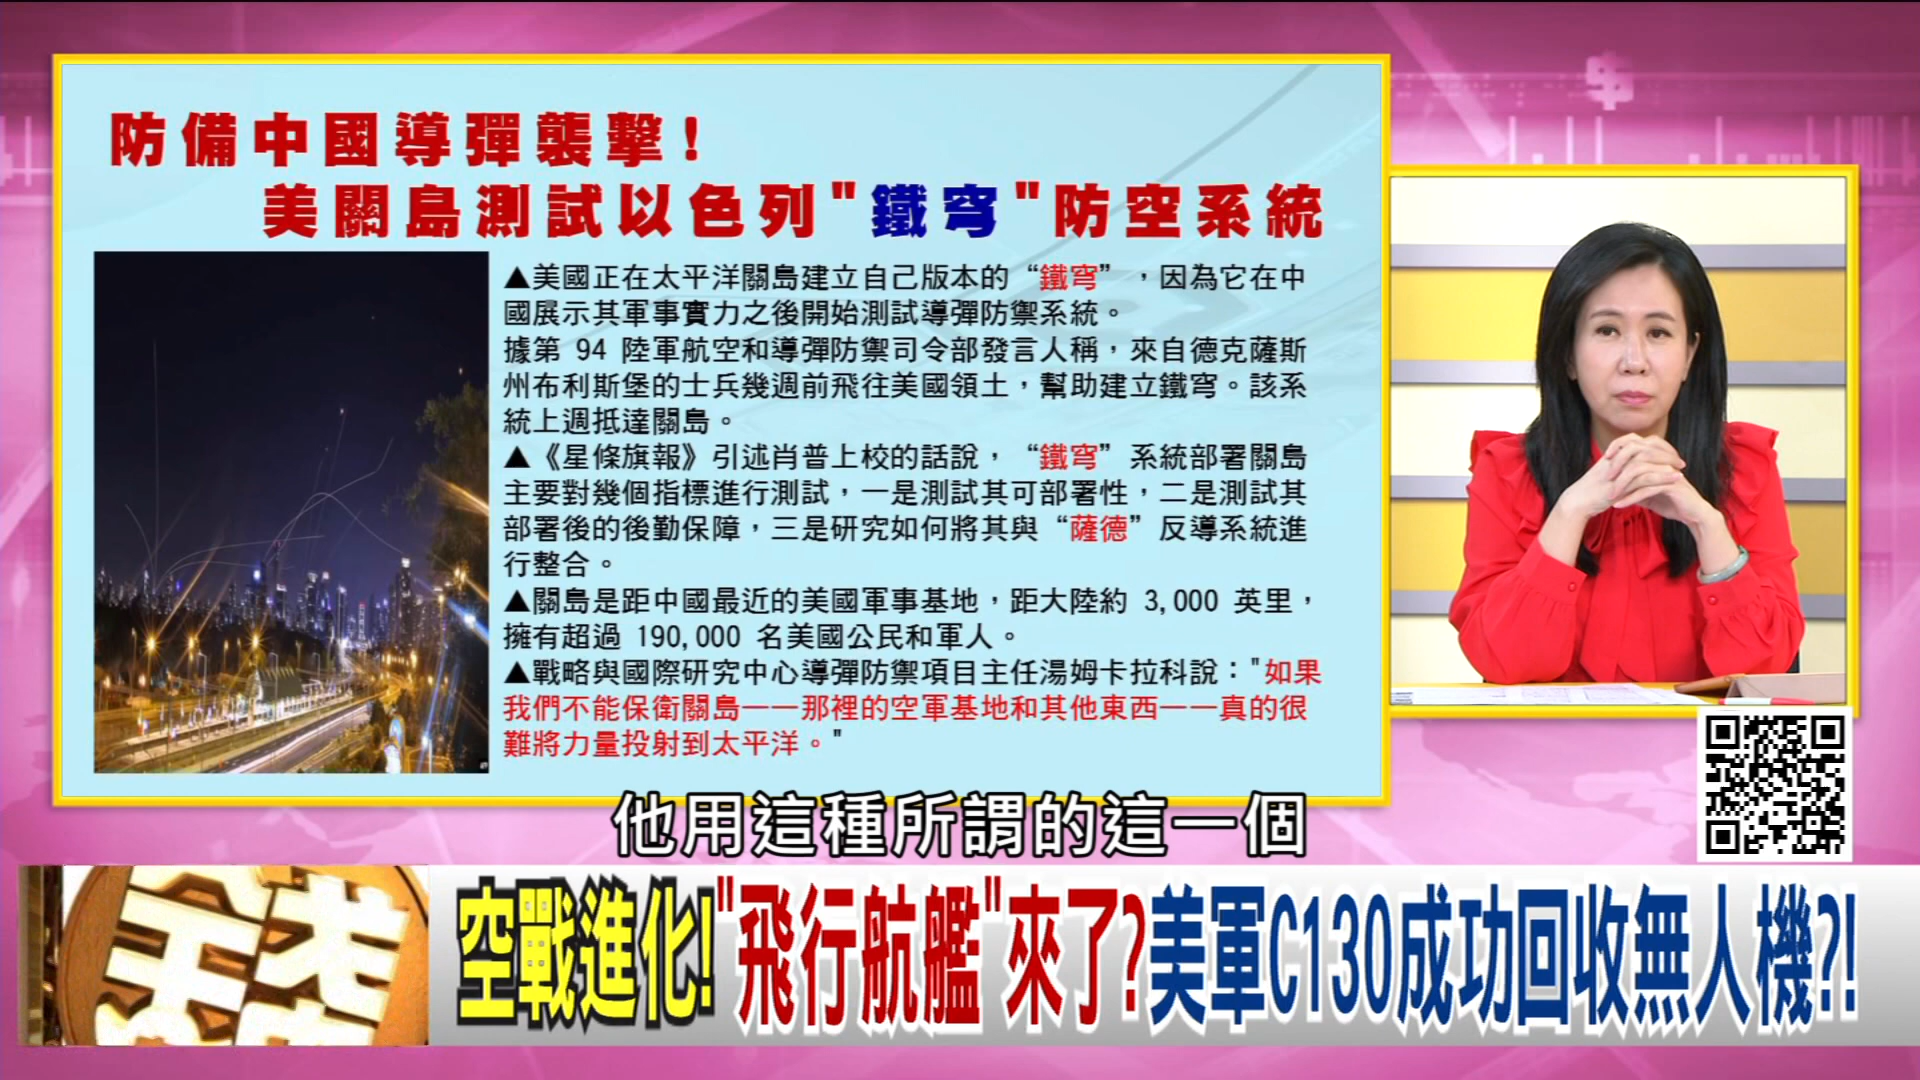 防備中國導彈襲擊！
美關島測試以色列"鐵穹"防空系統
▲美國正在太平洋關島建立自己版本的“鐵穹”，因為它在中
國展示其軍事實力之後開始測試導彈防禦系統。
據第 94 陸軍航空和導彈防禦司令部發言人稱，來自德克薩斯
州布利斯堡的士兵幾週前飛往美國領土，幫助建立鐵穹。該系
統上週抵達關島。
▲《星條旗報》引述肖普上校的話說，“鐵穹”系統部署關島
主要對幾個指標進行測試，一是測試其可部署性，二是測試其
部署後的後勤保障，三是研究如何將其與“薩德”反導系統進
行整合。
▲關島是距中國最近的美國軍事基地，距大陸約 3,000 英里，
擁有超過 190,000 名美國公民和軍人。
▲戰略與國際研究中心導彈防禦項目主任湯姆卡拉科說："如果
我們不能保衛關島——那裡的空軍基地和其他東西——真的很
難將力量投射到太平洋。"
他用這種所謂的這一個
空戰進化!"飛行航艦"來了?美軍C130成功回收無人機?!